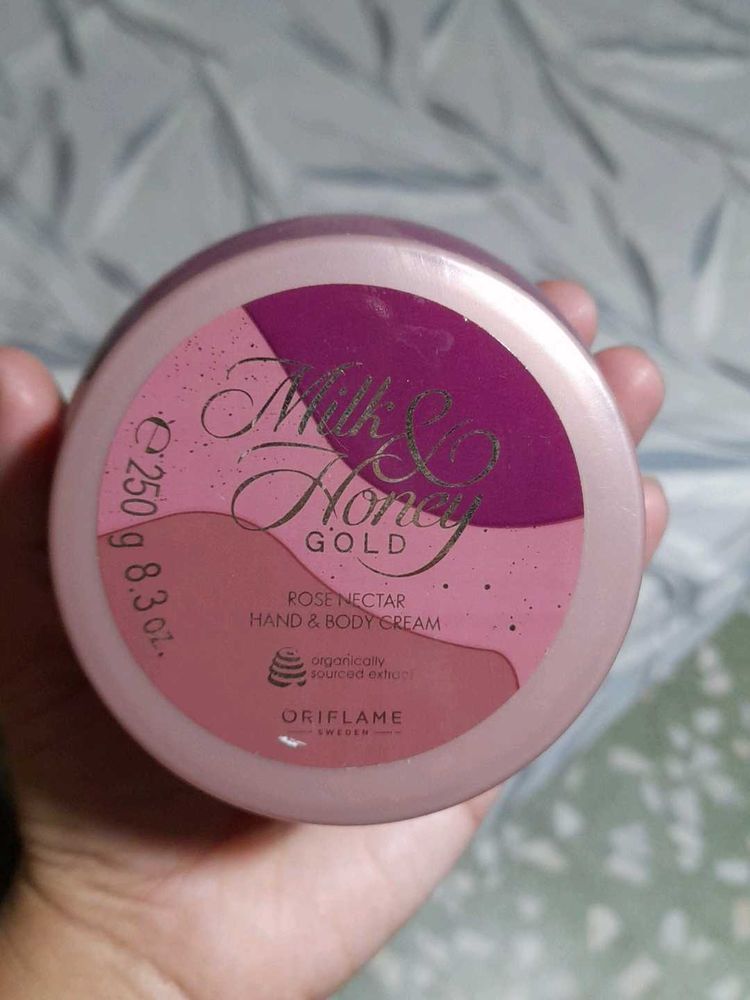 Milk &
Honey
GOLD
ROSE NECTAR
HAND & BODY CREAM
organically
sourced extract
ORIFLAME
SWEDEN
℮ 250 g 8.3 oz.